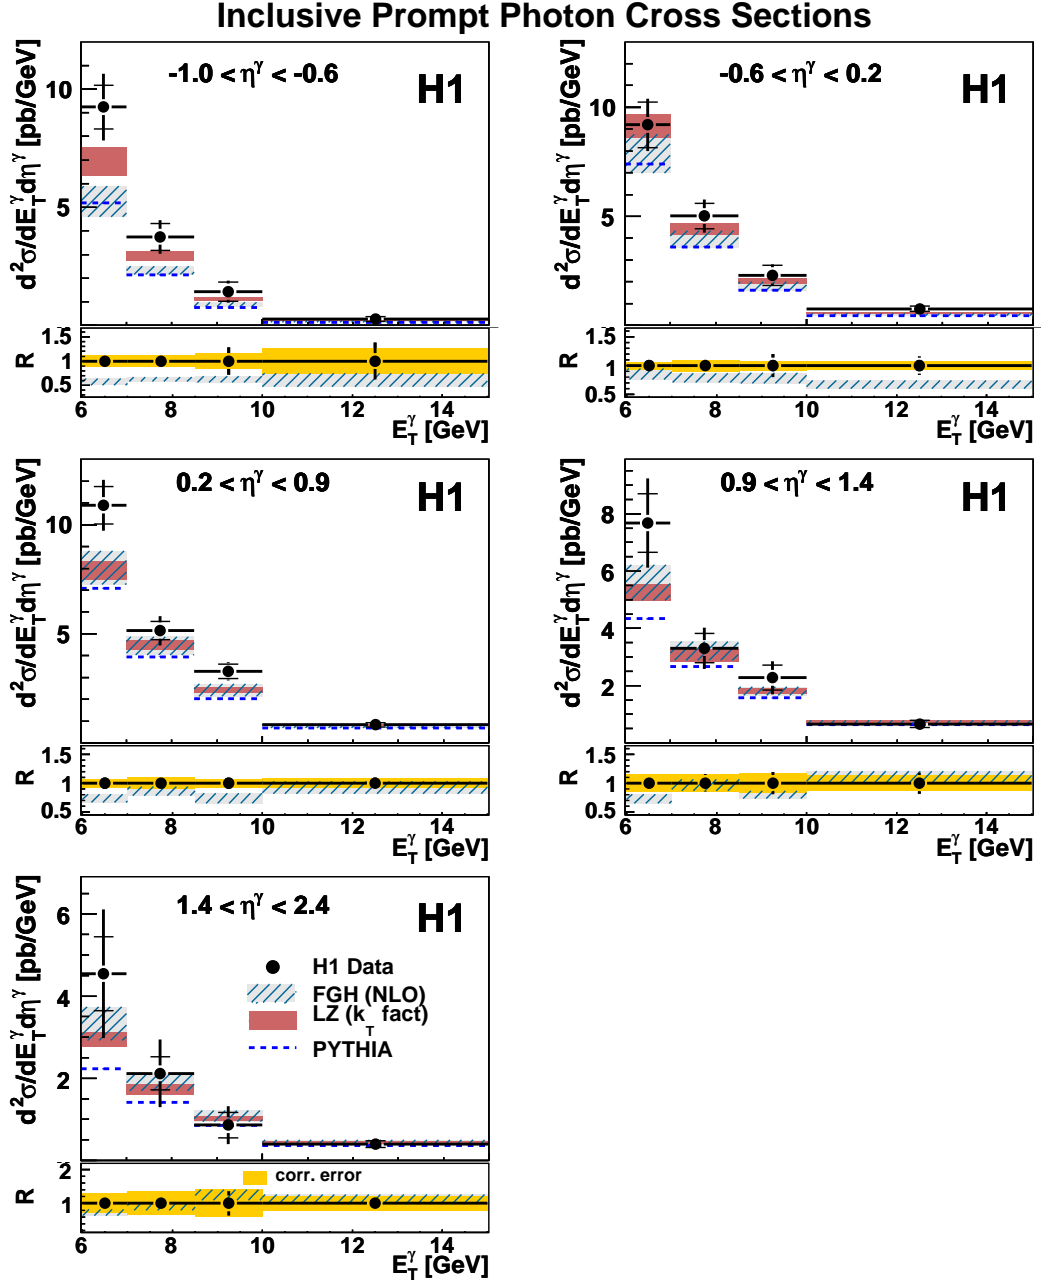 Inclusive Prompt Photon Cross Sections
-1.0 < η^γ < -0.6
H1
d²σ/dE_T^γ dη^γ [pb/GeV]
10
5
R
1.5
1
0.5
6 8 10 12 14
E_T^γ [GeV]
-0.6 < η^γ < 0.2
H1
d²σ/dE_T^γ dη^γ [pb/GeV]
10
5
R
1.5
1
0.5
6 8 10 12 14
E_T^γ [GeV]
0.2 < η^γ < 0.9
H1
d²σ/dE_T^γ dη^γ [pb/GeV]
10
5
R
1.5
1
0.5
6 8 10 12 14
E_T^γ [GeV]
0.9 < η^γ < 1.4
H1
d²σ/dE_T^γ dη^γ [pb/GeV]
8
6
4
2
R
1.5
1
0.5
6 8 10 12 14
E_T^γ [GeV]
1.4 < η^γ < 2.4
H1
d²σ/dE_T^γ dη^γ [pb/GeV]
6
4
2
H1 Data
FGH (NLO)
LZ (k_T fact)
PYTHIA
corr. error
R
2
1
6 8 10 12 14
E_T^γ [GeV]